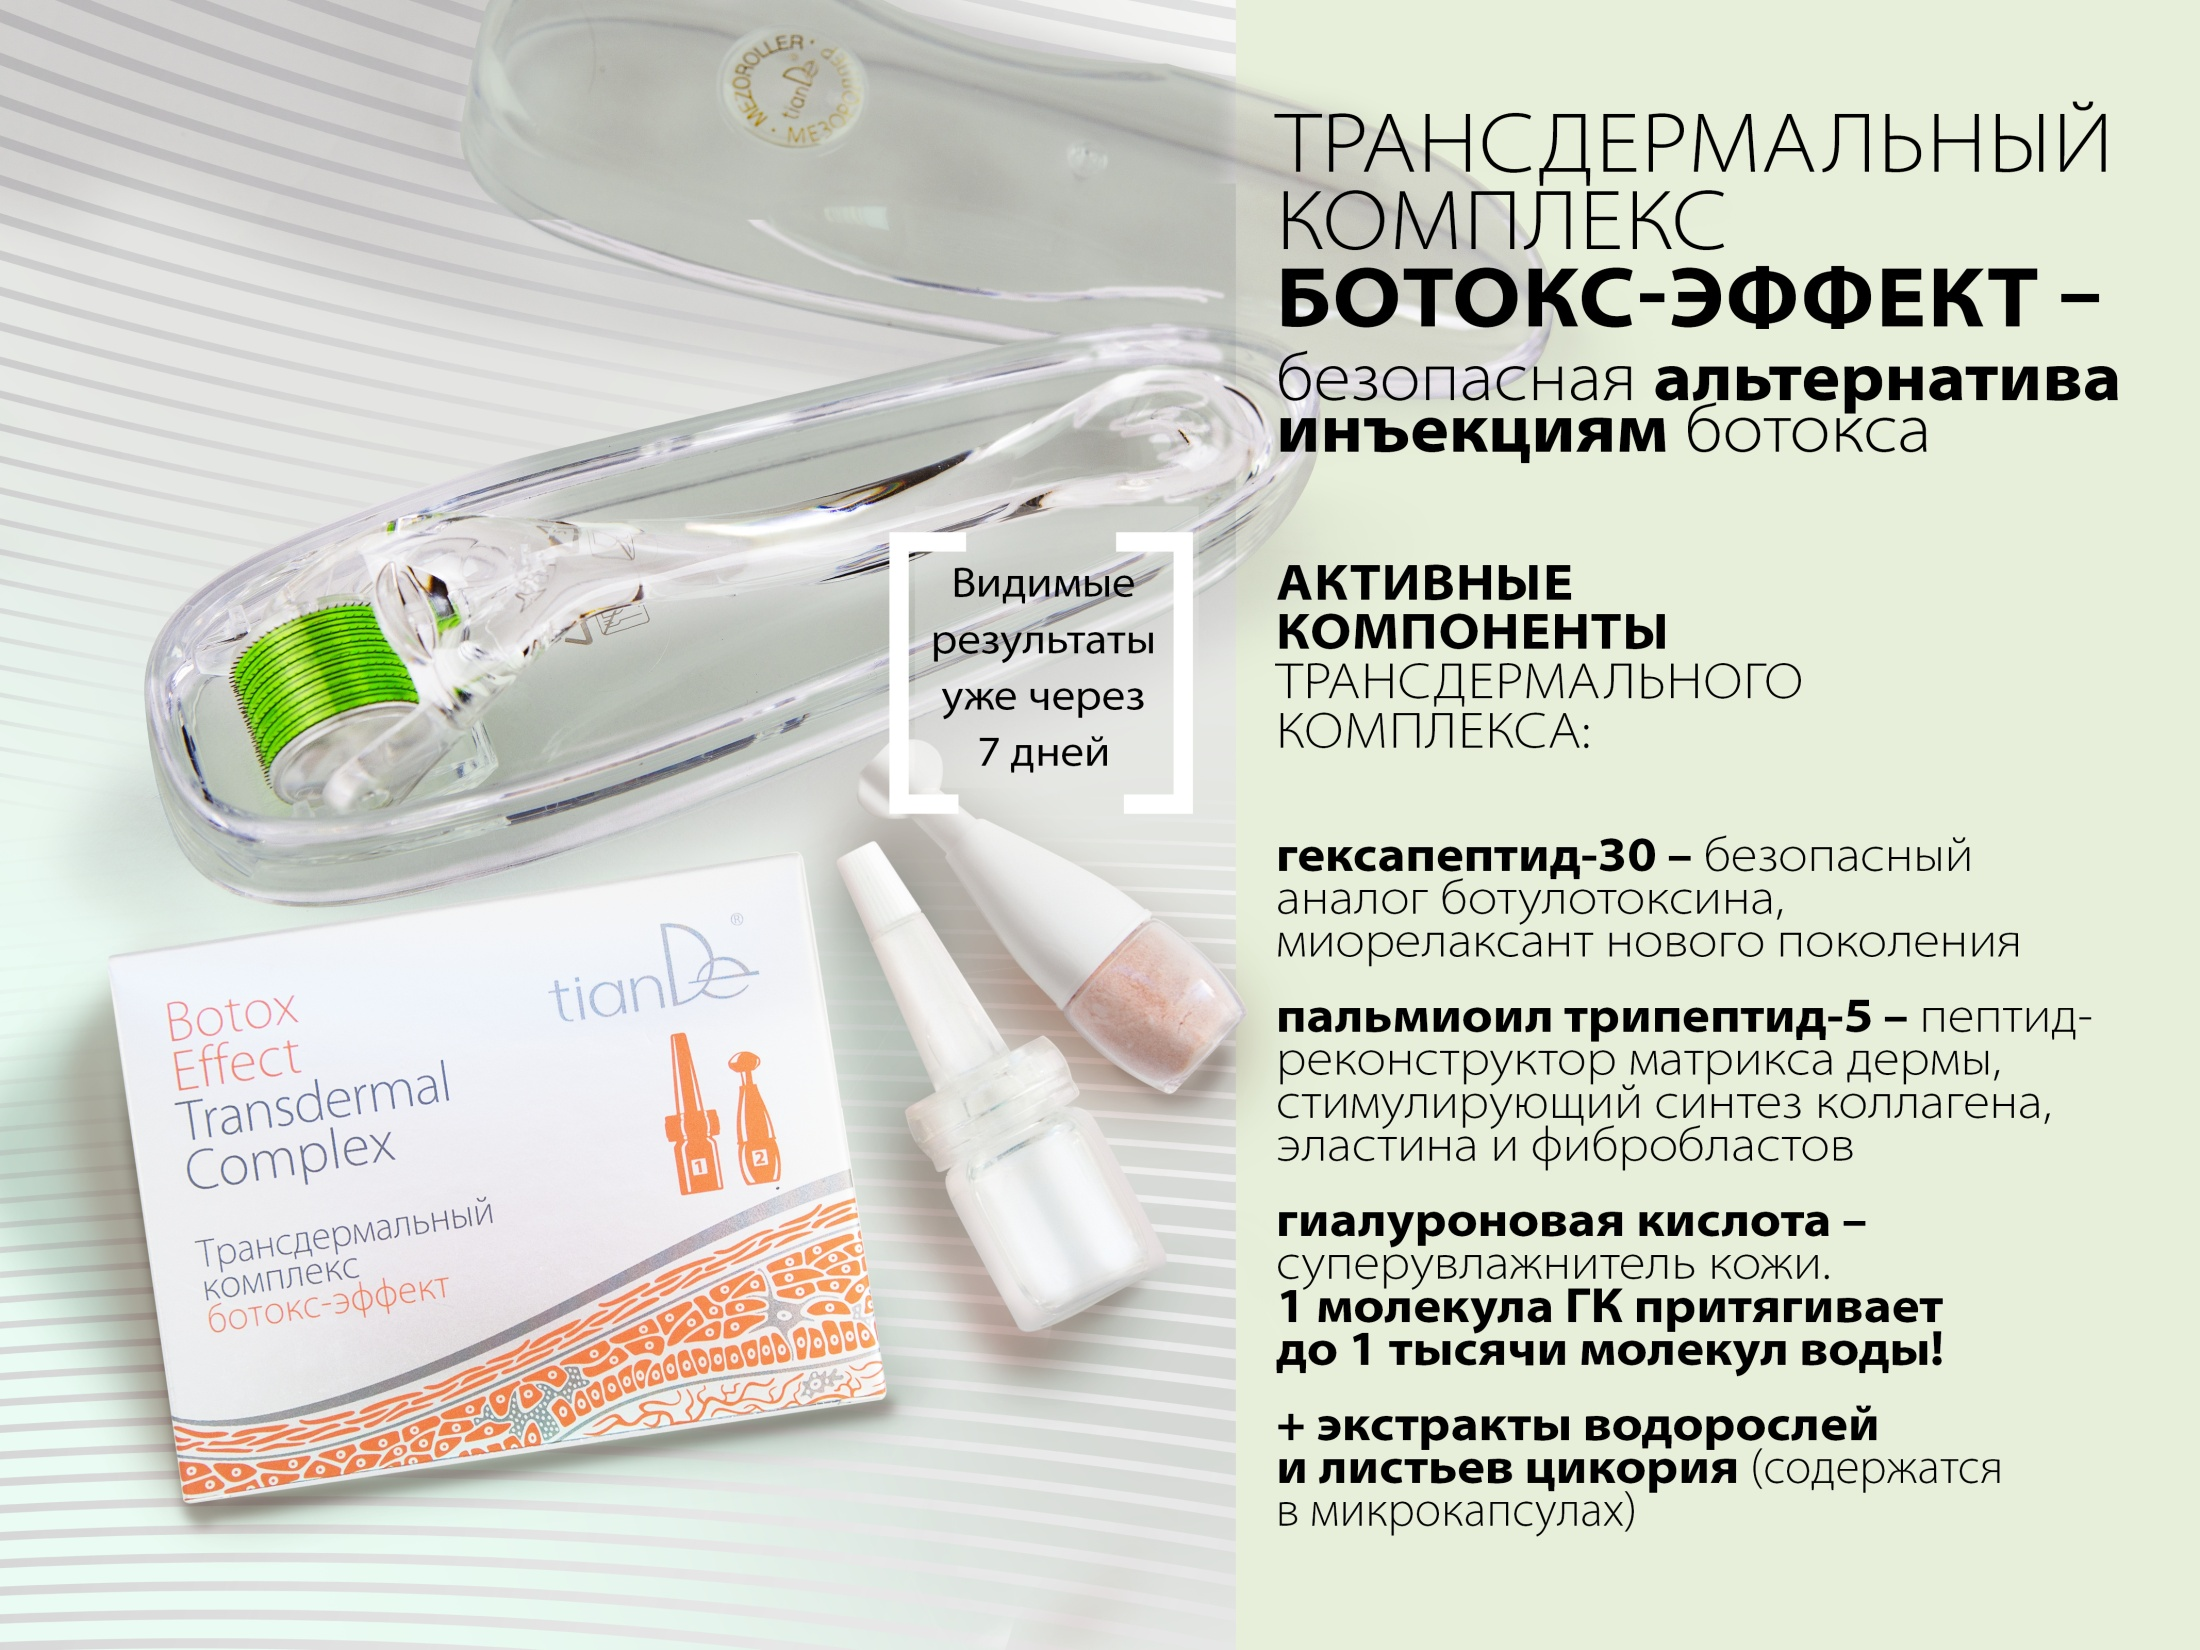 MEZOROLLER · МЕЗОРОЛЛЕР ·
tianDe
ТРАНСДЕРМАЛЬНЫЙ
КОМПЛЕКС
БОТОКС-ЭФФЕКТ –
безопасная альтернатива
инъекциям ботокса
Видимые
результаты
уже через
7 дней
АКТИВНЫЕ
КОМПОНЕНТЫ
ТРАНСДЕРМАЛЬНОГО
КОМПЛЕКСА:
гексапептид-30 – безопасный
аналог ботулотоксина,
миорелаксант нового поколения
пальмиоил трипептид-5 – пептид-
реконструктор матрикса дермы,
стимулирующий синтез коллагена,
эластина и фибробластов
гиалуроновая кислота –
суперувлажнитель кожи.
1 молекула ГК притягивает
до 1 тысячи молекул воды!
+ экстракты водорослей
и листьев цикория (содержатся
в микрокапсулах)
tianDe®
Botox
Effect
Transdermal
Complex
1 2
Трансдермальный
комплекс
ботокс-эффект